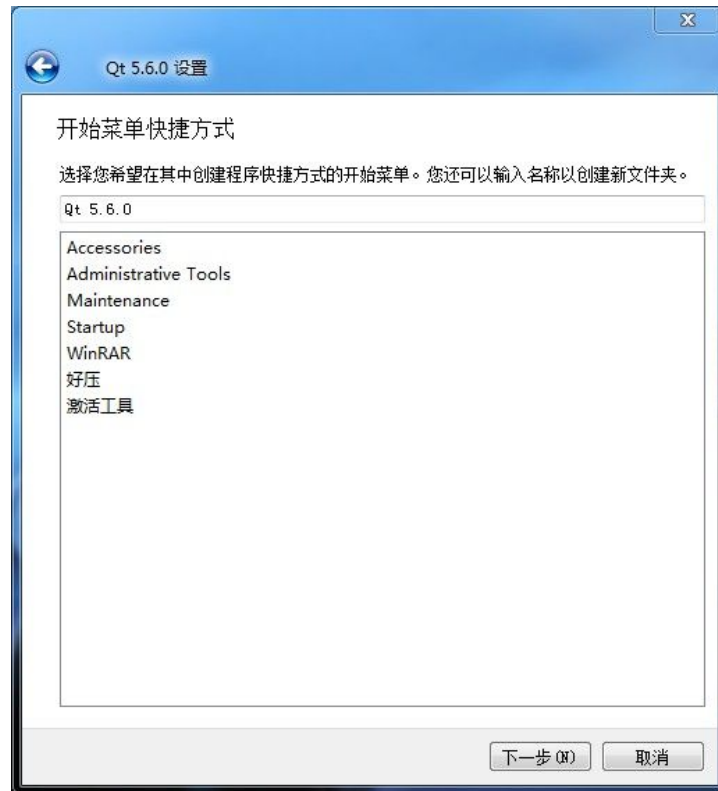 Qt 5.6.0 设置
开始菜单快捷方式
选择您希望在其中创建程序快捷方式的开始菜单。您还可以输入名称以创建新文件夹。
Qt 5.6.0
Accessories
Administrative Tools
Maintenance
Startup
WinRAR
好压
激活工具
下一步(N) 取消